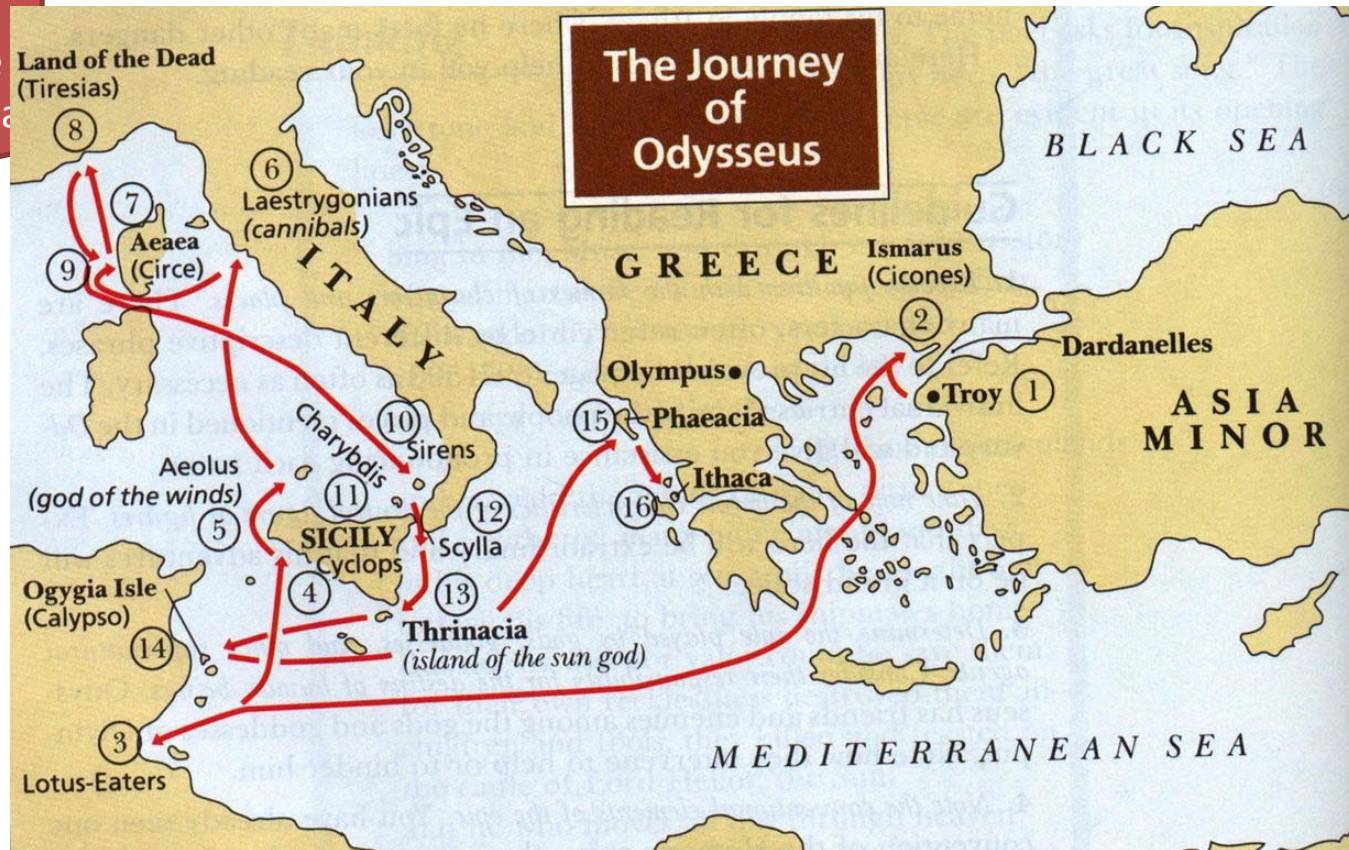 The Journey
of
Odysseus
Land of the Dead
(Tiresias)
8
7
Aeaea
(Circe)
9
6
Laestrygonians
(cannibals)
ITALY
GREECE
BLACK SEA
Ismarus
(Cicones)
2
Dardanelles
Olympus
Troy 1
ASIA
MINOR
15 Phaeacia
Ithaca
16
Charybdis
10
Sirens
Aeolus
(god of the winds)
5
11
12
Scylla
SICILY
Cyclops
4
13
Ogygia Isle
(Calypso)
14
Thrinacia
(island of the sun god)
3
Lotus-Eaters
MEDITERRANEAN SEA